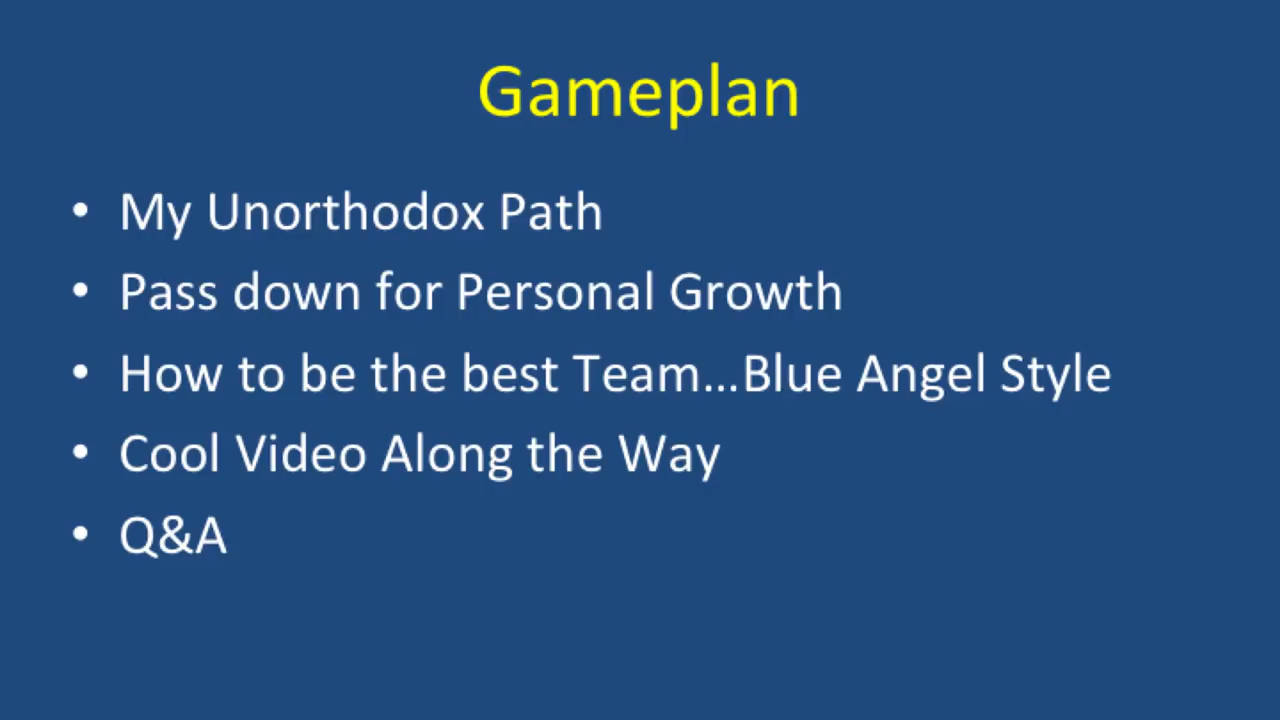 Gameplan
• My Unorthodox Path
• Pass down for Personal Growth
• How to be the best Team...Blue Angel Style
• Cool Video Along the Way
• Q&A